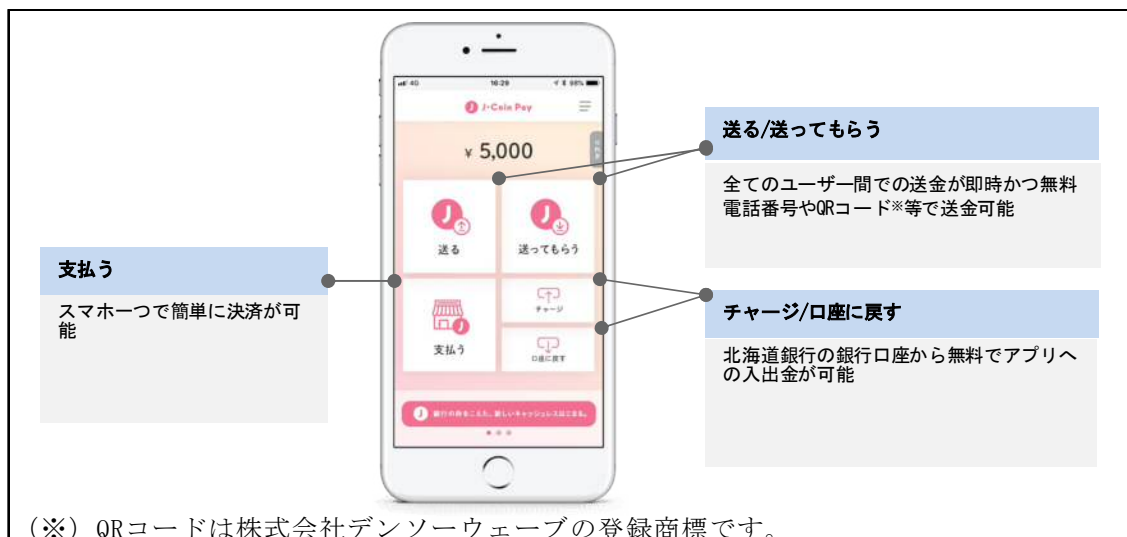 4G 16:29 98%
J-Coin Pay
¥ 5,000
送る
送ってもらう
支払う
チャージ
口座に戻す
支払う
スマホ一つで簡単に決済が可
能
送る/送ってもらう
全てのユーザー間での送金が即時かつ無料
電話番号やQRコード※等で送金可能
チャージ/口座に戻す
北海道銀行の銀行口座から無料でアプリへ
の入出金が可能
(※) QRコードは株式会社デンソーウェーブの登録商標です。